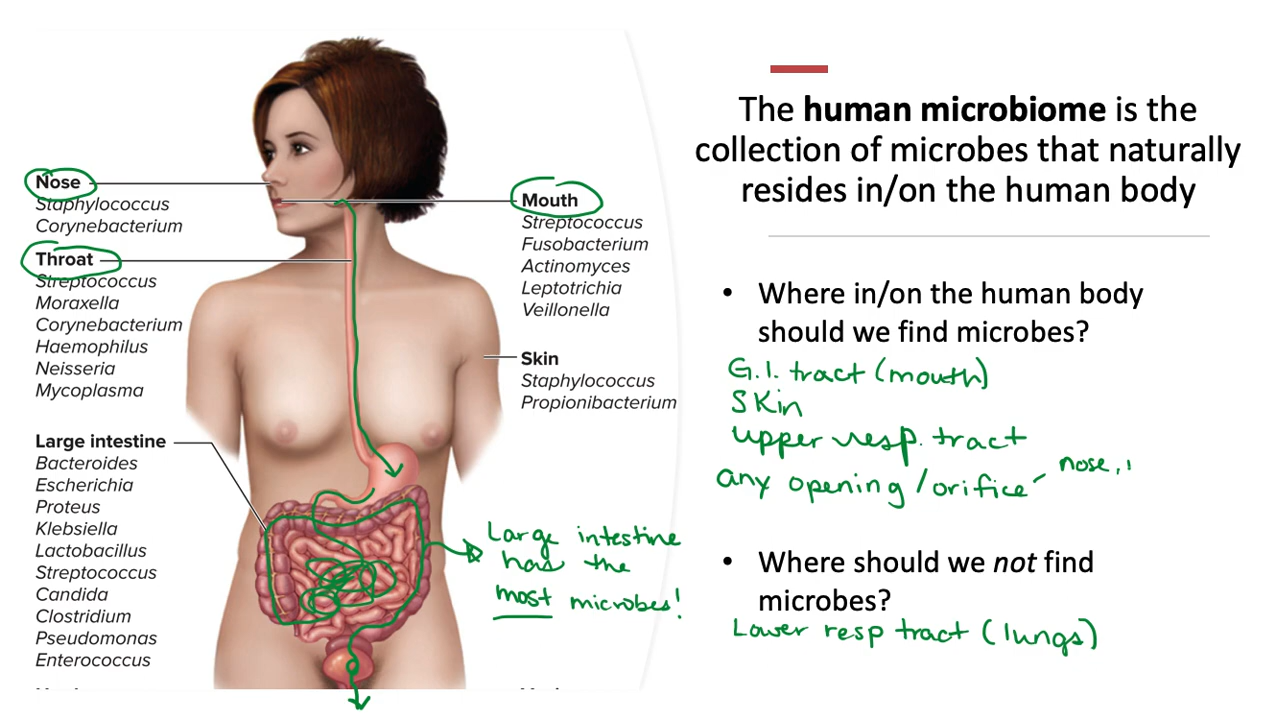 The human microbiome is the
collection of microbes that naturally
resides in/on the human body
Nose
Staphylococcus
Corynebacterium
Throat
Streptococcus
Moraxella
Corynebacterium
Haemophilus
Neisseria
Mycoplasma
Large intestine
Bacteroides
Escherichia
Proteus
Klebsiella
Lactobacillus
Streptococcus
Candida
Clostridium
Pseudomonas
Enterococcus
Mouth
Streptococcus
Fusobacterium
Actinomyces
Leptotrichia
Veillonella
Skin
Staphylococcus
Propionibacterium
Large intestine
has the
most microbes!
• Where in/on the human body
should we find microbes?
G.I. tract (mouth)
Skin
upper resp. tract
any opening/orifice
nose,
• Where should we not find
microbes?
Lower resp tract (lungs)